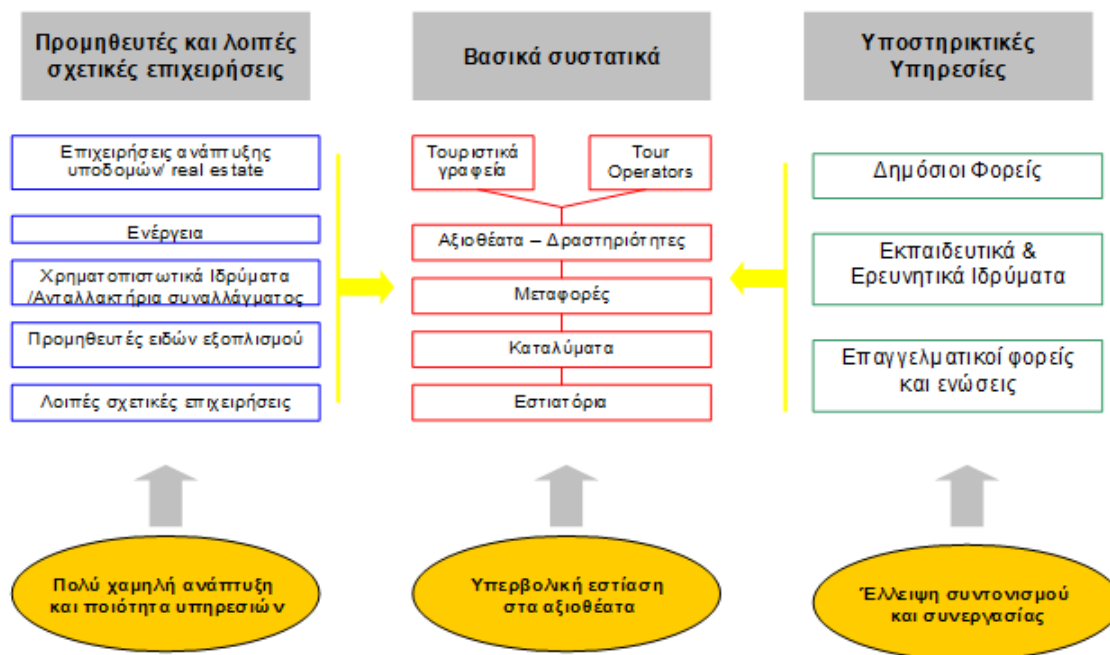 Προμηθευτές και λοιπές
σχετικές επιχειρήσεις
Βασικά συστατικά
Υποστηρικτικές
Υπηρεσίες
Επιχειρήσεις ανάπτυξης
υποδομών/ real estate
Ενέργεια
Χρηματοπιστωτικά Ιδρύματα
/Ανταλλακτήρια συναλλάγματος
Προμηθευτές ειδών εξοπλισμού
Λοιπές σχετικές επιχειρήσεις
Τουριστικά
γραφεία
Tour
Operators
Αξιοθέατα – Δραστηριότητες
Μεταφορές
Καταλύματα
Εστιατόρια
Δημόσιοι Φορείς
Εκπαιδευτικά &
Ερευνητικά Ιδρύματα
Επαγγελματικοί φορείς
και ενώσεις
Πολύ χαμηλή ανάπτυξη
και ποιότητα υπηρεσιών
Υπερβολική εστίαση
στα αξιοθέατα
Έλλειψη συντονισμού
και συνεργασίας